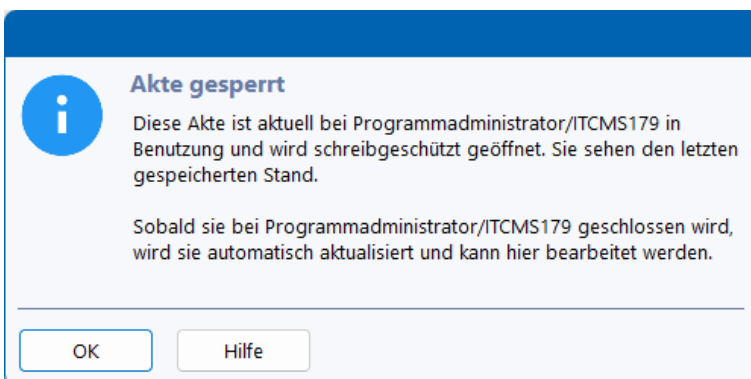 Akte gesperrt
Diese Akte ist aktuell bei Programmadministrator/ITCMS179 in
Benutzung und wird schreibgeschützt geöffnet. Sie sehen den letzten
gespeicherten Stand.
Sobald sie bei Programmadministrator/ITCMS179 geschlossen wird,
wird sie automatisch aktualisiert und kann hier bearbeitet werden.
OK
Hilfe